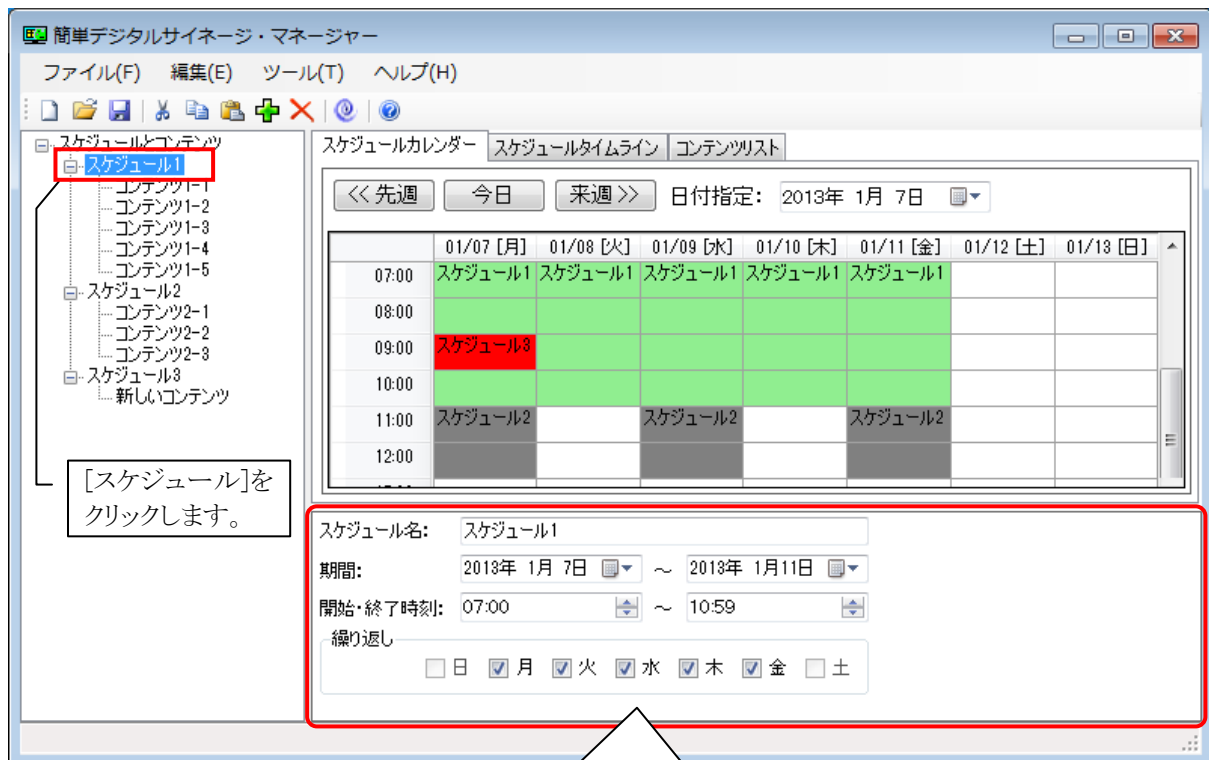 簡単デジタルサイネージ・マネージャー
ファイル(F) 編集(E) ツール(T) ヘルプ(H)
スケジュールとコンテンツ
スケジュール1
コンテンツ1-1
コンテンツ1-2
コンテンツ1-3
コンテンツ1-4
コンテンツ1-5
スケジュール2
コンテンツ2-1
コンテンツ2-2
コンテンツ2-3
スケジュール3
新しいコンテンツ
[スケジュール]を
クリックします。
スケジュールカレンダー スケジュールタイムライン コンテンツリスト
<< 先週 今日 来週 >> 日付指定: 2013年 1月 7日
01/07 [月] 01/08 [火] 01/09 [水] 01/10 [木] 01/11 [金] 01/12 [土] 01/13 [日]
07:00 スケジュール1 スケジュール1 スケジュール1 スケジュール1 スケジュール1
08:00
09:00 スケジュール3
10:00
11:00 スケジュール2 スケジュール2 スケジュール2
12:00
スケジュール名: スケジュール1
期間: 2013年 1月 7日 ～ 2013年 1月11日
開始・終了時刻: 07:00 ～ 10:59
繰り返し
日 月 火 水 木 金 土